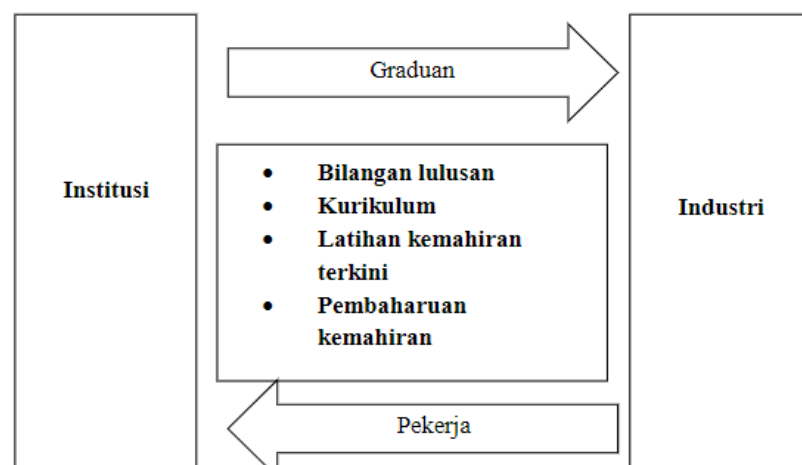 Graduan
Institusi
• Bilangan lulusan
• Kurikulum
• Latihan kemahiran
terkini
• Pembaharuan
kemahiran
Industri
Pekerja